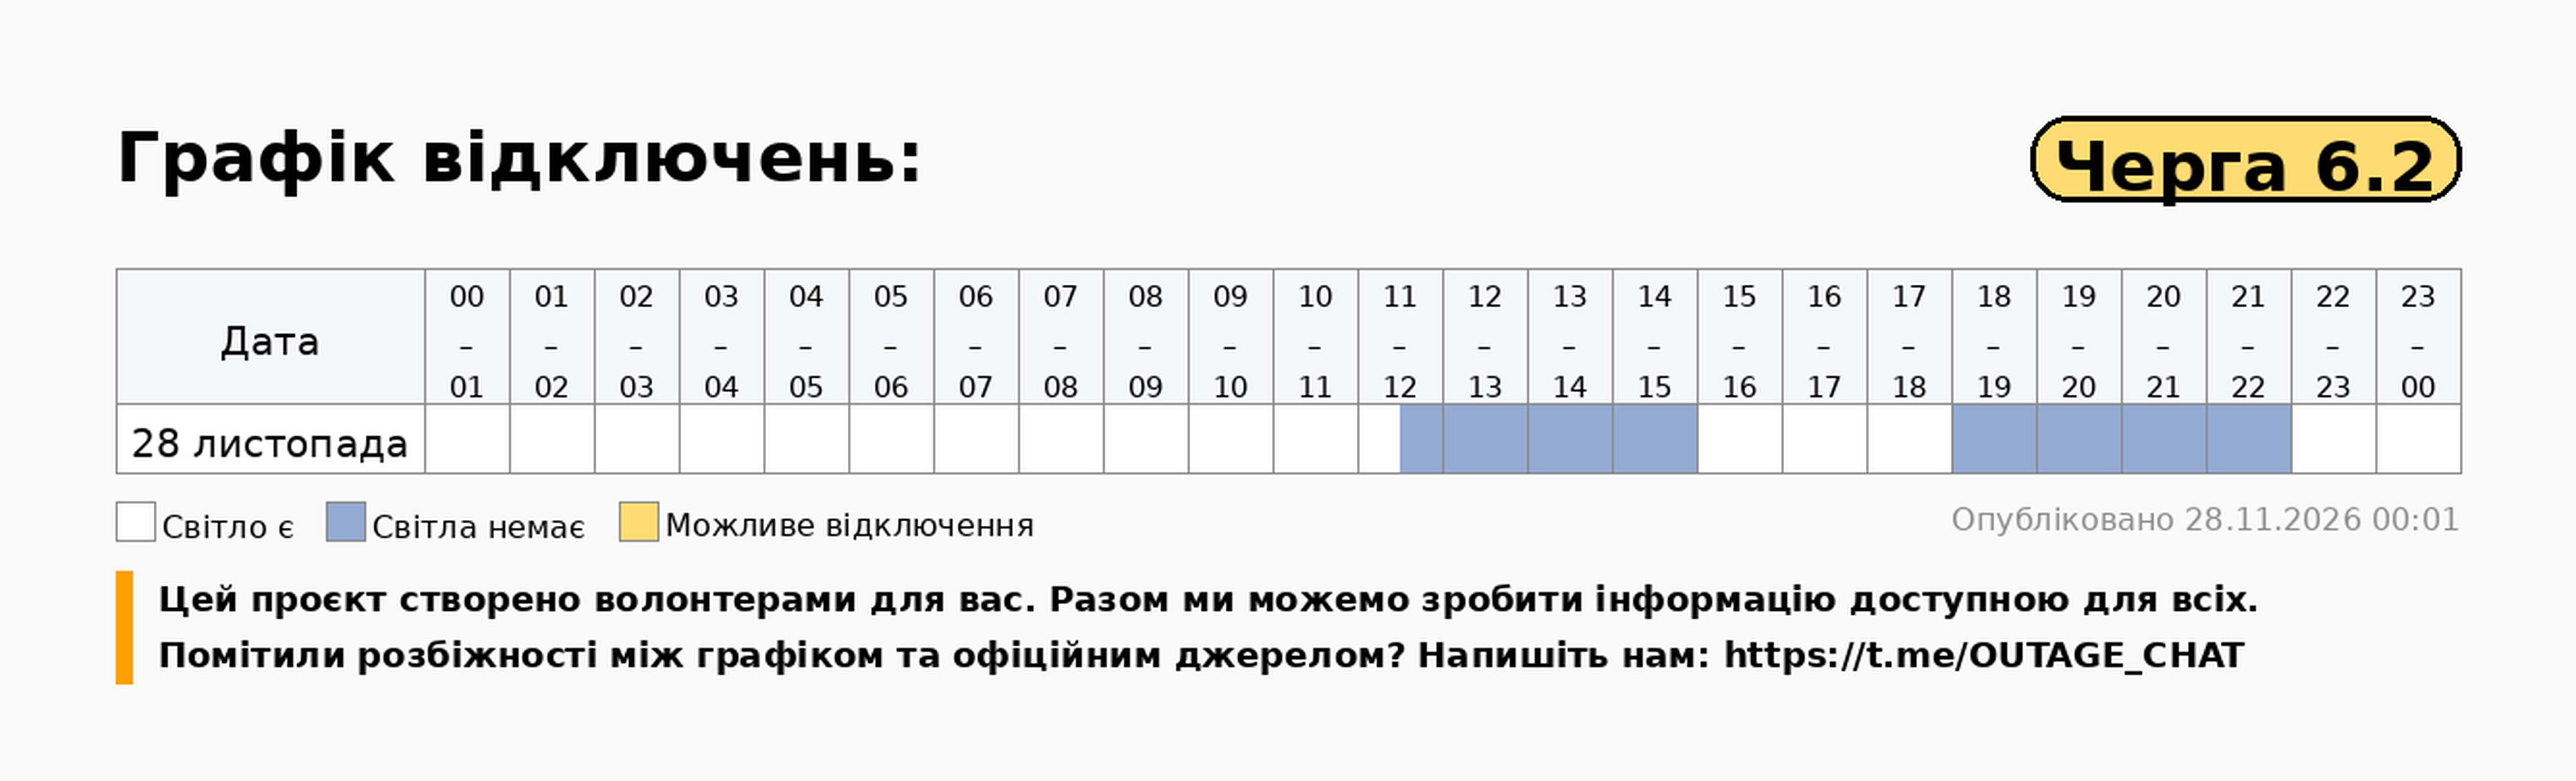 Графік відключень:
Черга 6.2
Дата
00 – 01
01 – 02
02 – 03
03 – 04
04 – 05
05 – 06
06 – 07
07 – 08
08 – 09
09 – 10
10 – 11
11 – 12
12 – 13
13 – 14
14 – 15
15 – 16
16 – 17
17 – 18
18 – 19
19 – 20
20 – 21
21 – 22
22 – 23
23 – 00
28 листопада
Світло є
Світла немає
Можливе відключення
Опубліковано 28.11.2026 00:01
Цей проєкт створено волонтерами для вас. Разом ми можемо зробити інформацію доступною для всіх.
Помітили розбіжності між графіком та офіційним джерелом? Напишіть нам: https://t.me/OUTAGE_CHAT